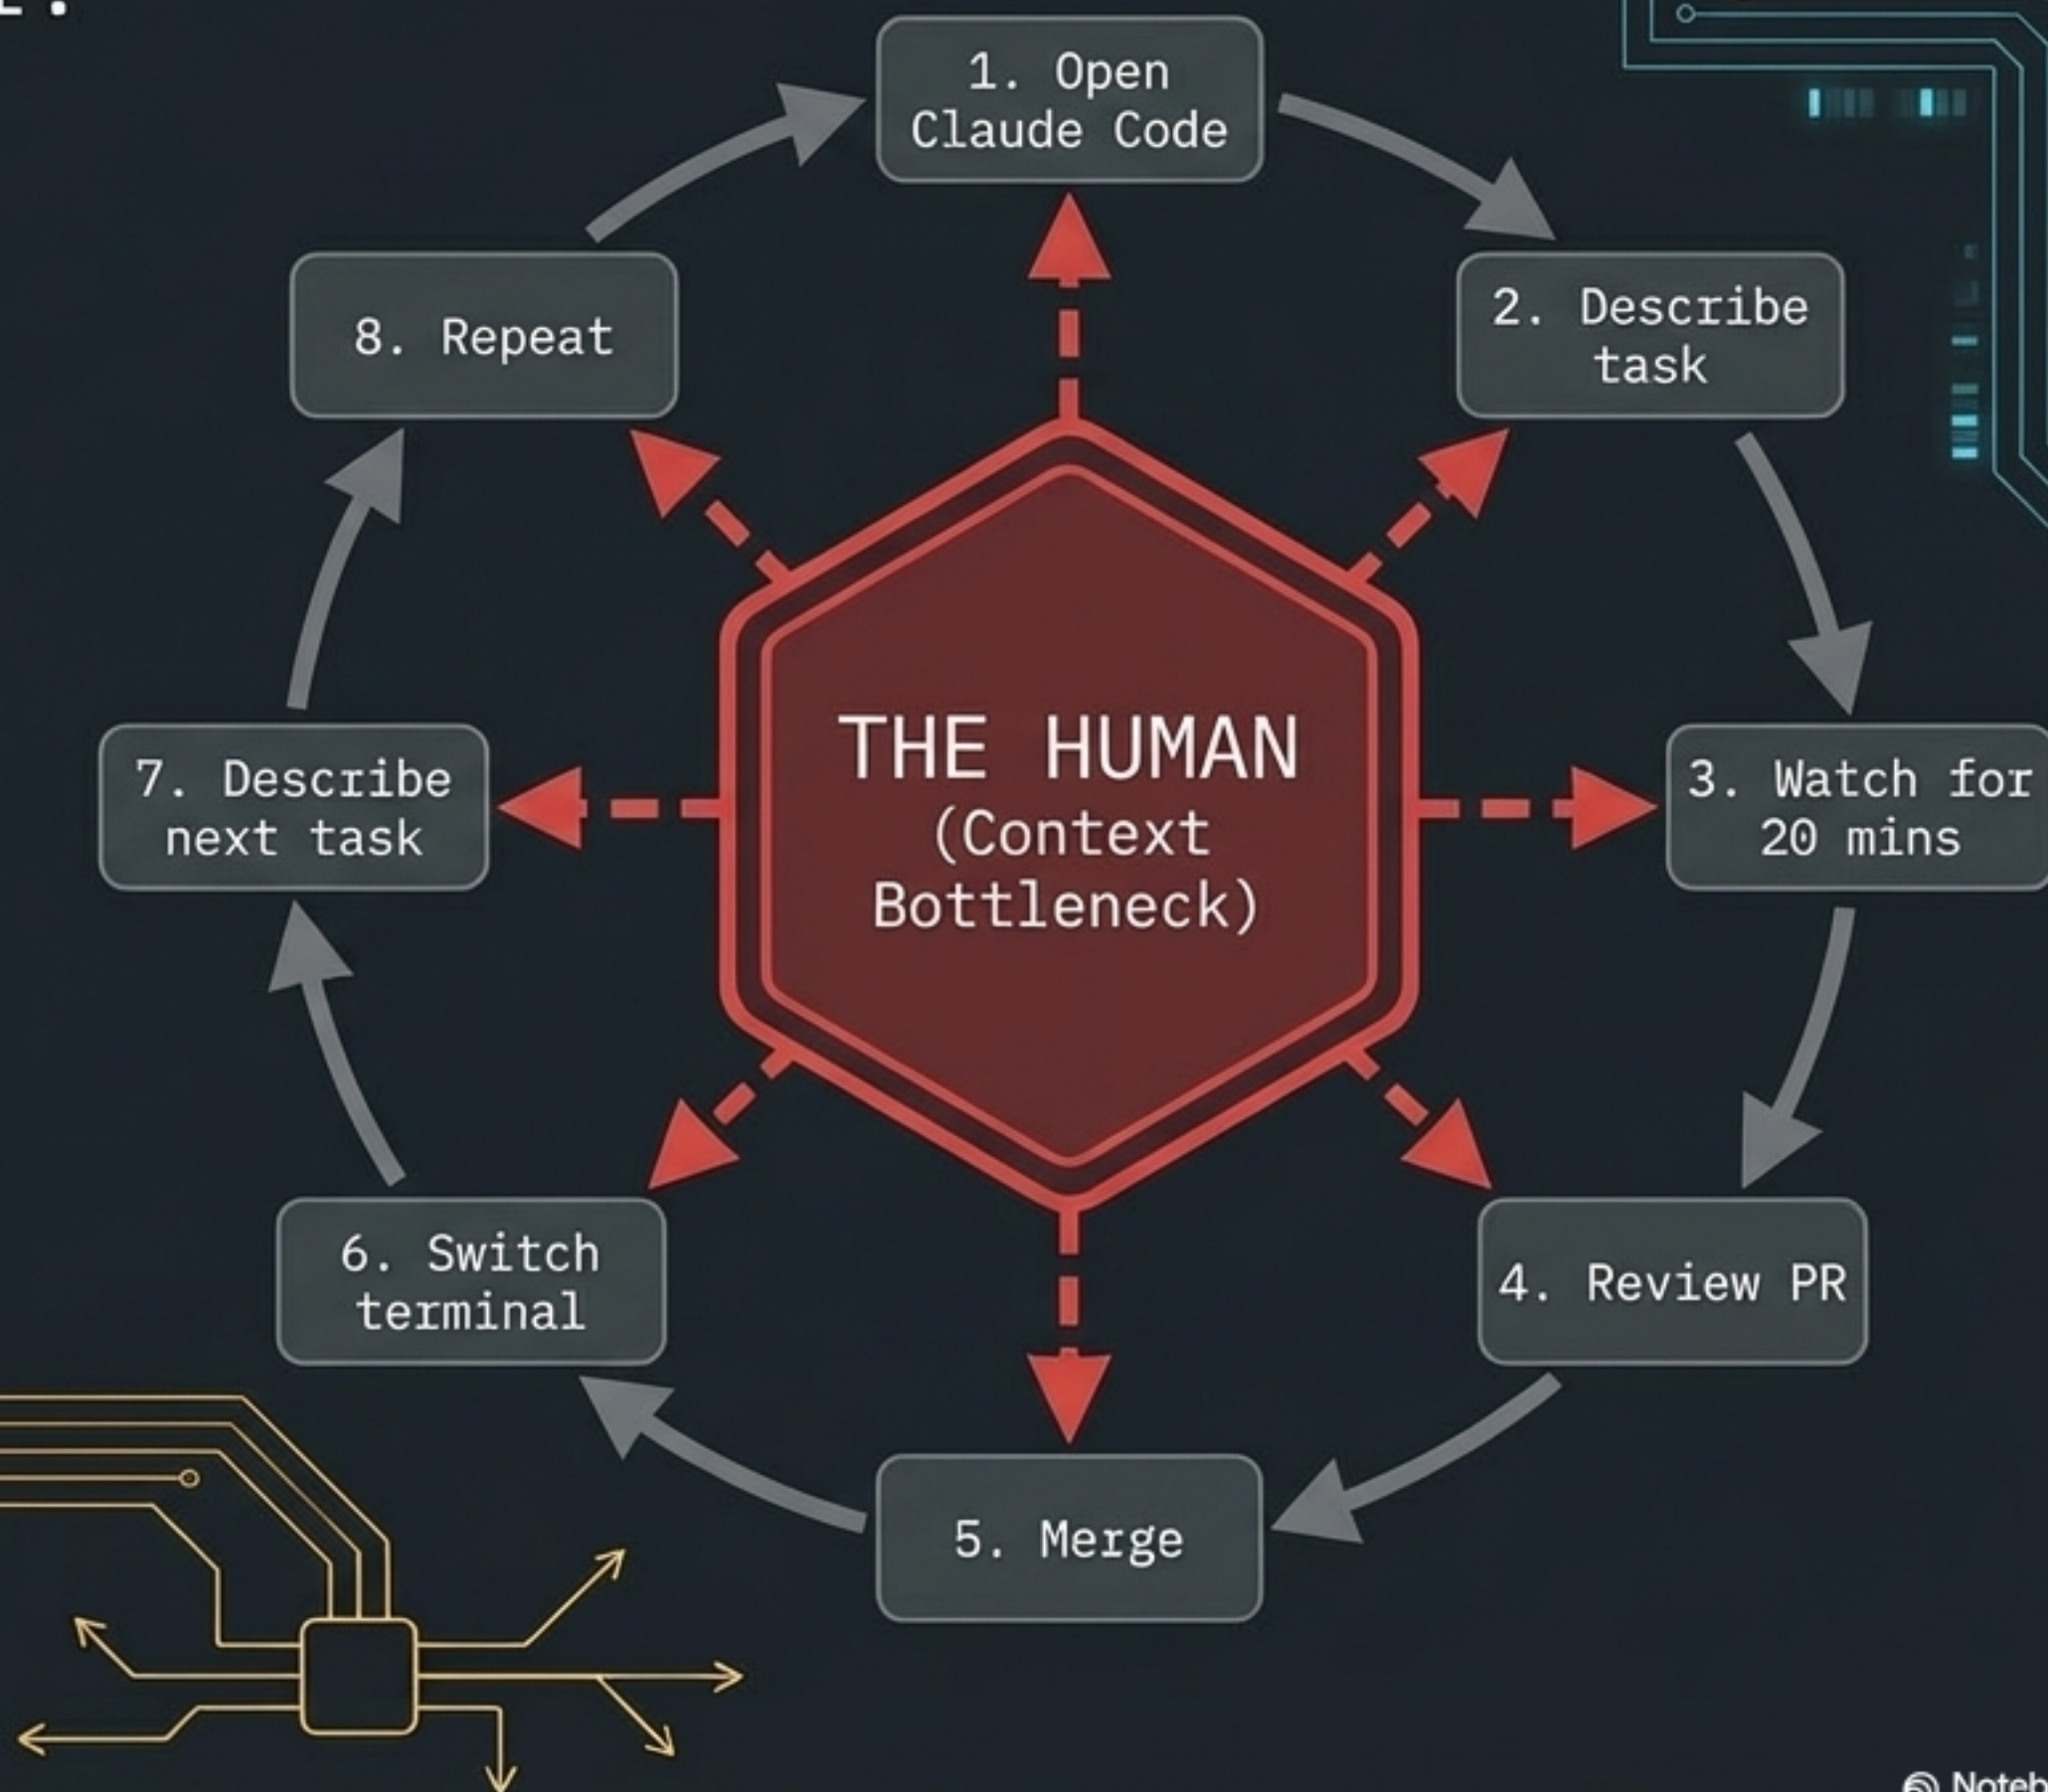 1. Open
Claude Code
2. Describe
task
3. Watch for
20 mins
4. Review PR
5. Merge
6. Switch
terminal
7. Describe
next task
8. Repeat
THE HUMAN
(Context
Bottleneck)